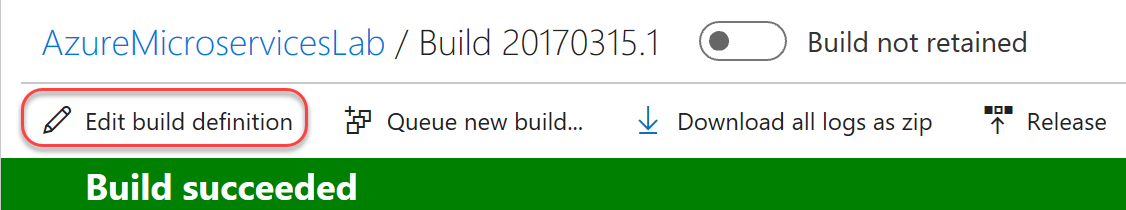 AzureMicroservicesLab / Build 20170315.1 Build not retained
Edit build definition Queue new build... Download all logs as zip Release
Build succeeded